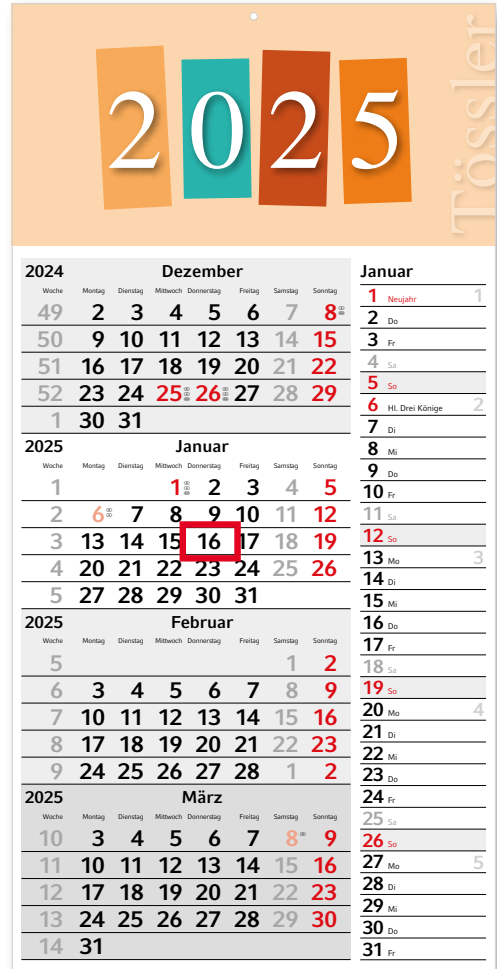 2025
Tössler
2024 Dezember
Woche Montag Dienstag Mittwoch Donnerstag Freitag Samstag Sonntag
49 2 3 4 5 6 7 8
50 9 10 11 12 13 14 15
51 16 17 18 19 20 21 22
52 23 24 25 26 27 28 29
1 30 31
2025 Januar
Woche Montag Dienstag Mittwoch Donnerstag Freitag Samstag Sonntag
1 1 2 3 4 5
2 6 7 8 9 10 11 12
3 13 14 15 16 17 18 19
4 20 21 22 23 24 25 26
5 27 28 29 30 31
2025 Februar
Woche Montag Dienstag Mittwoch Donnerstag Freitag Samstag Sonntag
5 1 2
6 3 4 5 6 7 8 9
7 10 11 12 13 14 15 16
8 17 18 19 20 21 22 23
9 24 25 26 27 28 1 2
2025 März
Woche Montag Dienstag Mittwoch Donnerstag Freitag Samstag Sonntag
10 3 4 5 6 7 8 9
11 10 11 12 13 14 15 16
12 17 18 19 20 21 22 23
13 24 25 26 27 28 29 30
14 31
Januar
1 Neujahr 1
2 Do
3 Fr
4 Sa
5 So
6 Hl. Drei Könige 2
7 Di
8 Mi
9 Do
10 Fr
11 Sa
12 So
13 Mo 3
14 Di
15 Mi
16 Do
17 Fr
18 Sa
19 So
20 Mo 4
21 Di
22 Mi
23 Do
24 Fr
25 Sa
26 So
27 Mo 5
28 Di
29 Mi
30 Do
31 Fr